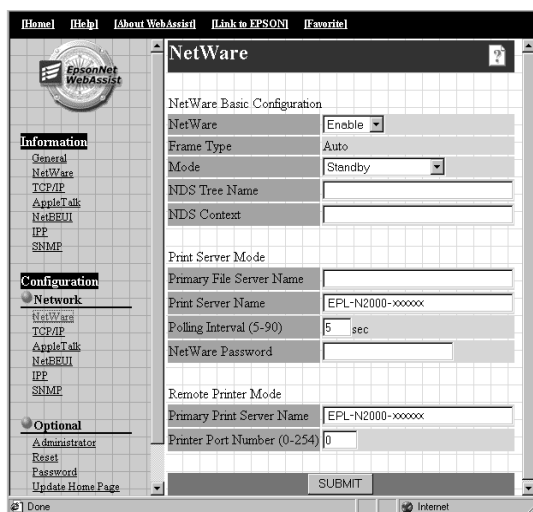 [Home] [Help] [About WebAssist] [Link to EPSON] [Favorite]
EpsonNet
WebAssist
Information
General
NetWare
TCP/IP
AppleTalk
NetBEUI
IPP
SNMP
Configuration
Network
NetWare
TCP/IP
AppleTalk
NetBEUI
IPP
SNMP
Optional
Administrator
Reset
Password
Update Home Page
NetWare
?
NetWare Basic Configuration
NetWare Enable
Frame Type Auto
Mode Standby
NDS Tree Name
NDS Context
Print Server Mode
Primary File Server Name
Print Server Name EPL-N2000-xxxxxx
Polling Interval (5-90) 5 sec
NetWare Password
Remote Printer Mode
Primary Print Server Name EPL-N2000-xxxxxx
Printer Port Number (0-254) 0
SUBMIT
Done Internet